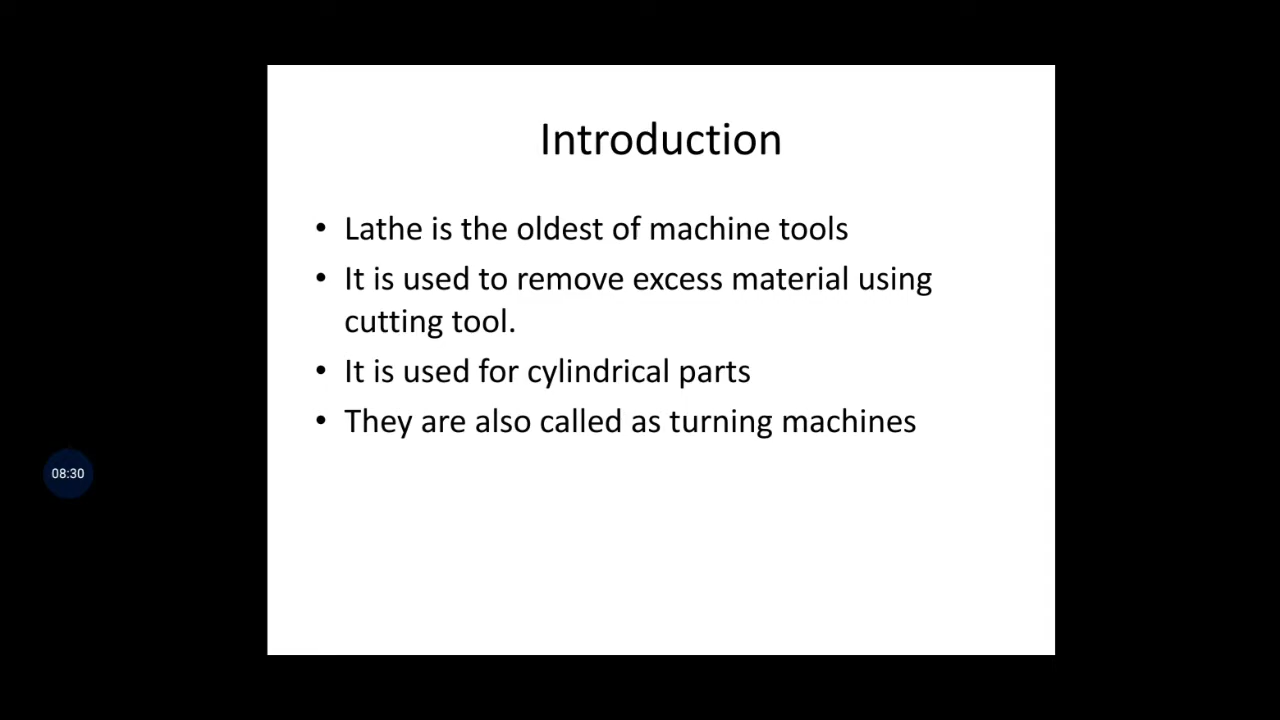 Introduction
• Lathe is the oldest of machine tools
• It is used to remove excess material using
cutting tool.
• It is used for cylindrical parts
• They are also called as turning machines
08:30